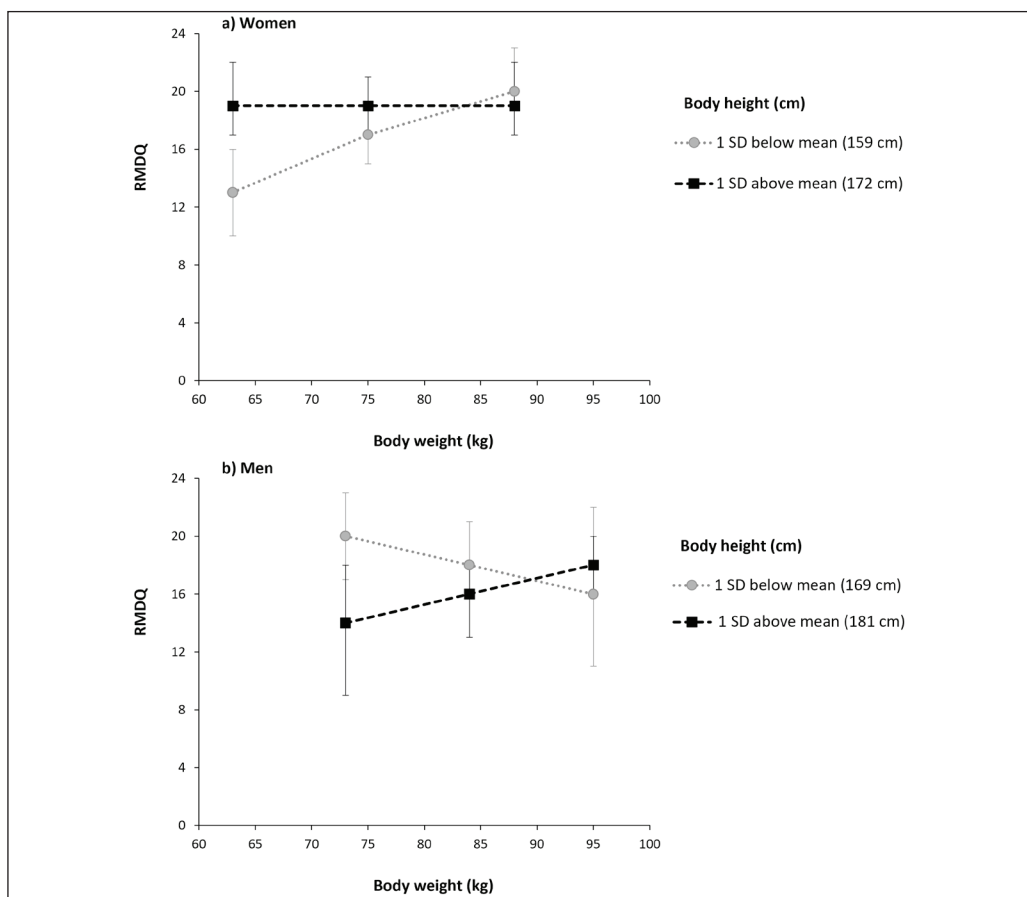 a) Women
24
20
16
12
8
4
0
RMDQ
60 65 70 75 80 85 90 95 100
Body weight (kg)
Body height (cm)
1 SD below mean (159 cm)
1 SD above mean (172 cm)
b) Men
24
20
16
12
8
4
0
RMDQ
60 65 70 75 80 85 90 95 100
Body weight (kg)
Body height (cm)
1 SD below mean (169 cm)
1 SD above mean (181 cm)